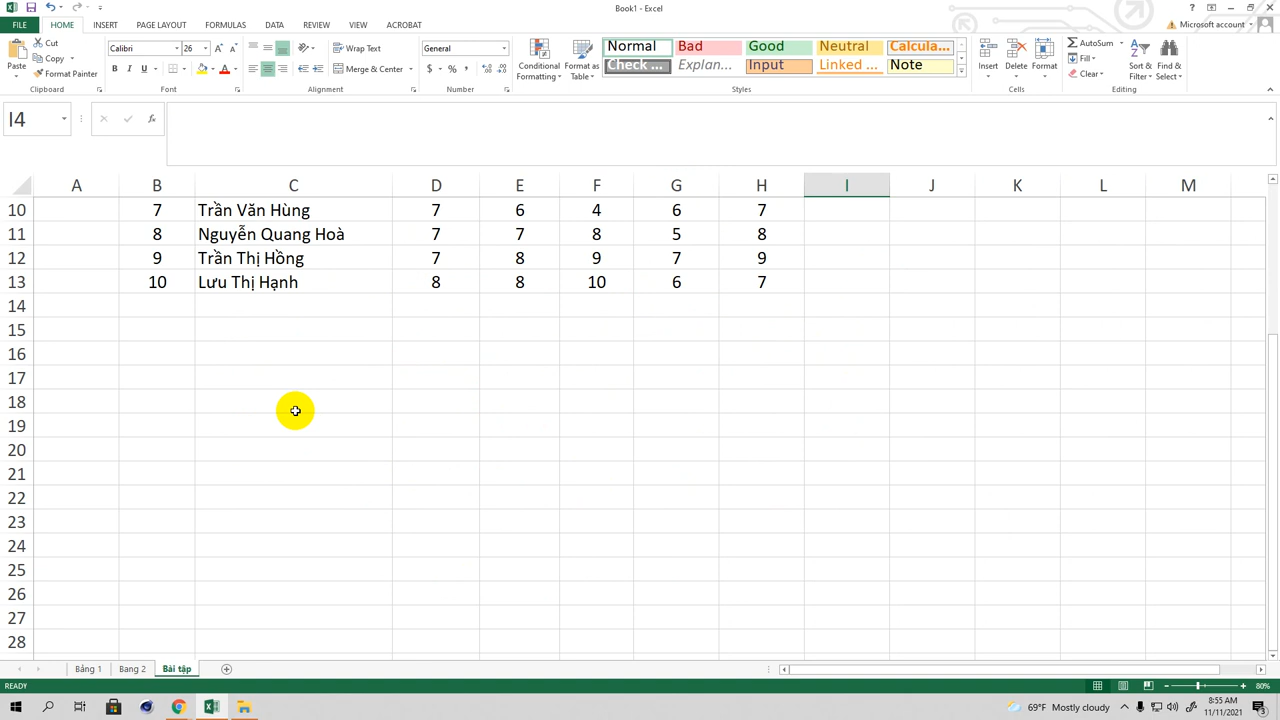 Book1 - Excel
FILE HOME INSERT PAGE LAYOUT FORMULAS DATA REVIEW VIEW ACROBAT Microsoft account
Cut
Copy
Format Painter
Paste
Clipboard
Calibri 26
B I U
Font
Wrap Text
Merge & Center
Alignment
General
$ % ,
Number
Conditional Formatting
Format as Table
Normal Bad Good Neutral Calcula...
Check ... Explan... Input Linked ... Note
Styles
Insert Delete Format
Cells
AutoSum
Fill
Clear
Sort & Filter
Find & Select
Editing
I4
fx
A B C D E F G H I J K L M
10 7 Trần Văn Hùng 7 6 4 6 7
11 8 Nguyễn Quang Hoà 7 7 8 5 8
12 9 Trần Thị Hồng 7 8 9 7 9
13 10 Lưu Thị Hạnh 8 8 10 6 7
14
15
16
17
18
19
20
21
22
23
24
25
26
27
28
Bảng 1 Bang 2 Bài tập
READY 80%
69°F Mostly cloudy 8:55 AM
11/11/2021